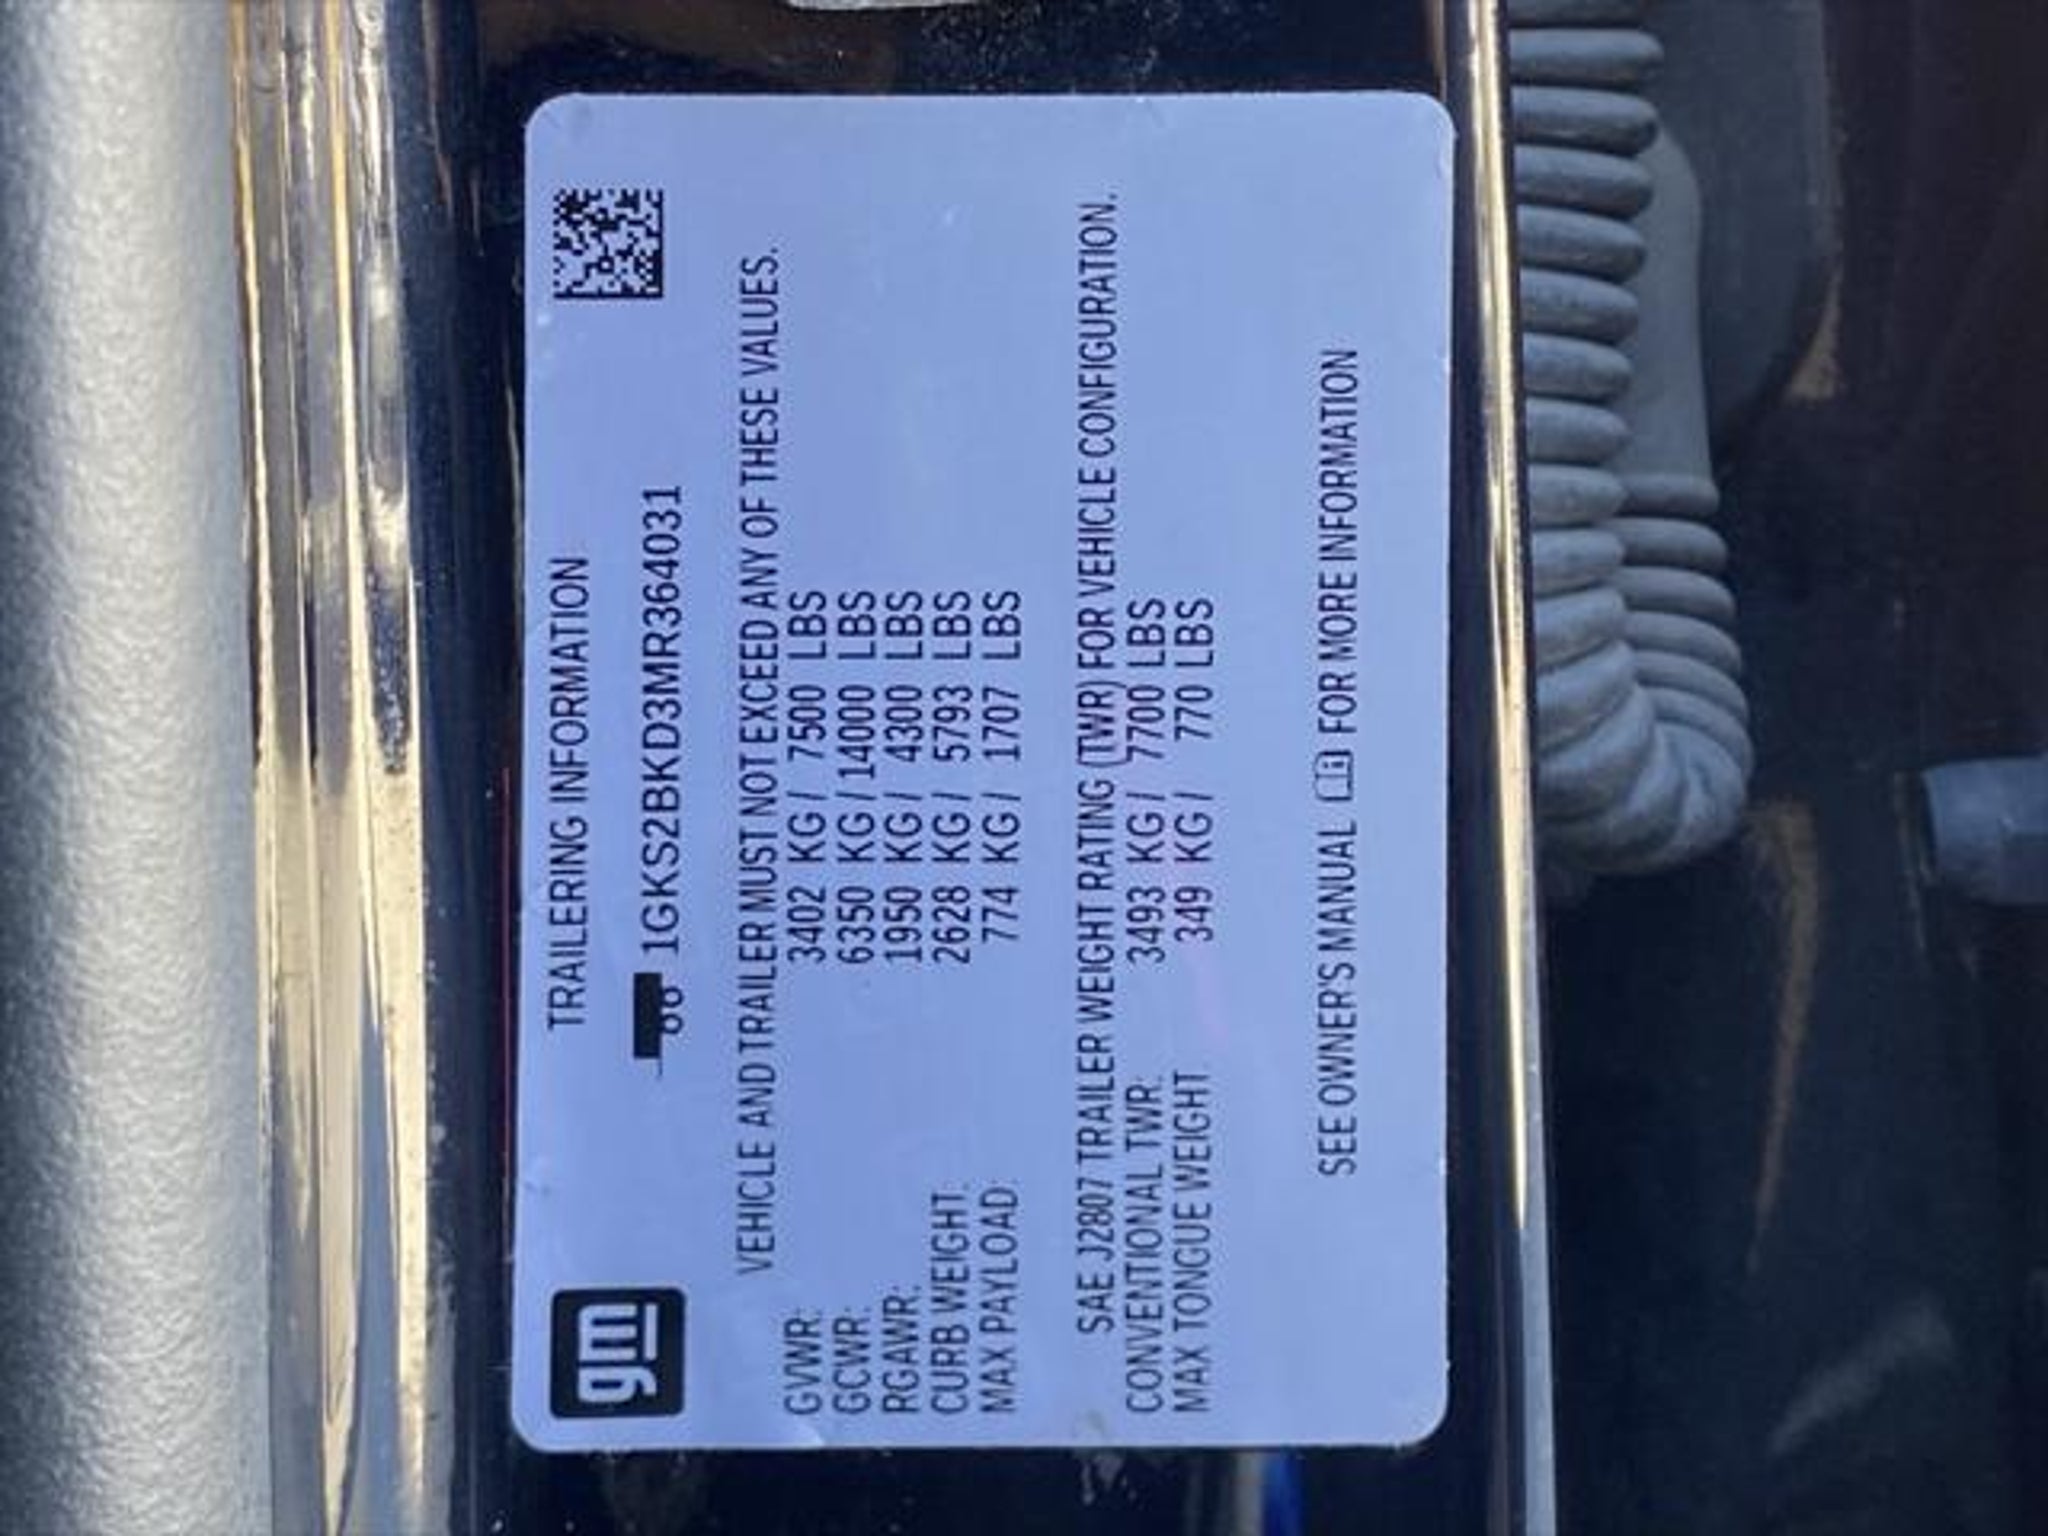 gm
TRAILERING INFORMATION
1GKS2BKD3MR364031
VEHICLE AND TRAILER MUST NOT EXCEED ANY OF THESE VALUES.
GVWR: 3402 KG / 7500 LBS
GCWR: 6350 KG / 14000 LBS
RGAWR: 1950 KG / 4300 LBS
CURB WEIGHT: 2628 KG / 5793 LBS
MAX PAYLOAD: 774 KG / 1707 LBS
SAE J2807 TRAILER WEIGHT RATING (TWR) FOR VEHICLE CONFIGURATION.
CONVENTIONAL TWR: 3493 KG / 7700 LBS
MAX TONGUE WEIGHT 349 KG / 770 LBS
SEE OWNER'S MANUAL FOR MORE INFORMATION